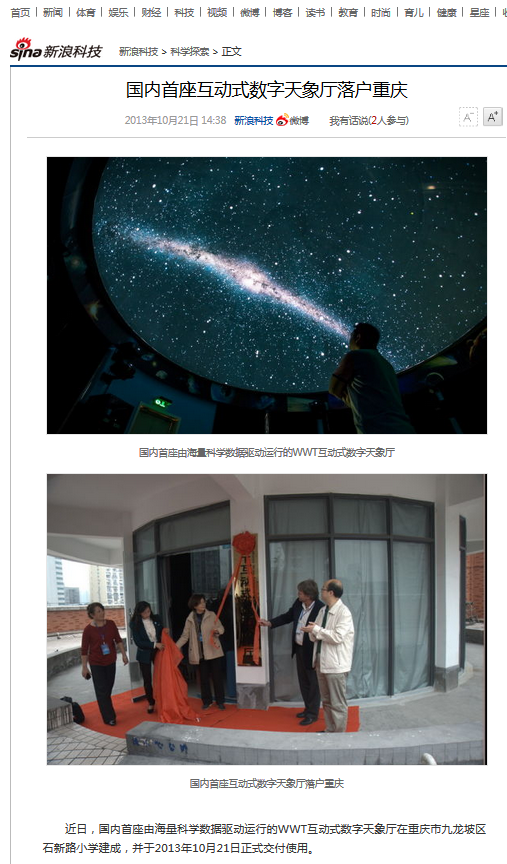 首页 | 新闻 | 体育 | 娱乐 | 财经 | 科技 | 视频 | 微博 | 博客 | 读书 | 教育 | 时尚 | 育儿 | 健康 | 星座 |
sina 新浪科技 新浪科技 > 科学探索 > 正文
国内首座互动式数字天象厅落户重庆
2013年10月21日 14:38 新浪科技 微博 我有话说(2人参与) A- A+
国内首座由海量科学数据驱动运行的WWT互动式数字天象厅
国内首座互动式数字天象厅落户重庆
近日，国内首座由海量科学数据驱动运行的WWT互动式数字天象厅在重庆市九龙坡区
石新路小学建成，并于2013年10月21日正式交付使用。